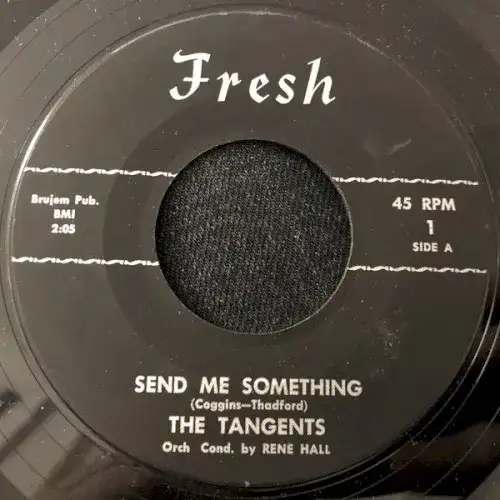 Fresh
Brujem Pub.
BMI
2:05
45 RPM
1
SIDE A
SEND ME SOMETHING
(Coggins—Thadford)
THE TANGENTS
Orch Cond. by RENE HALL